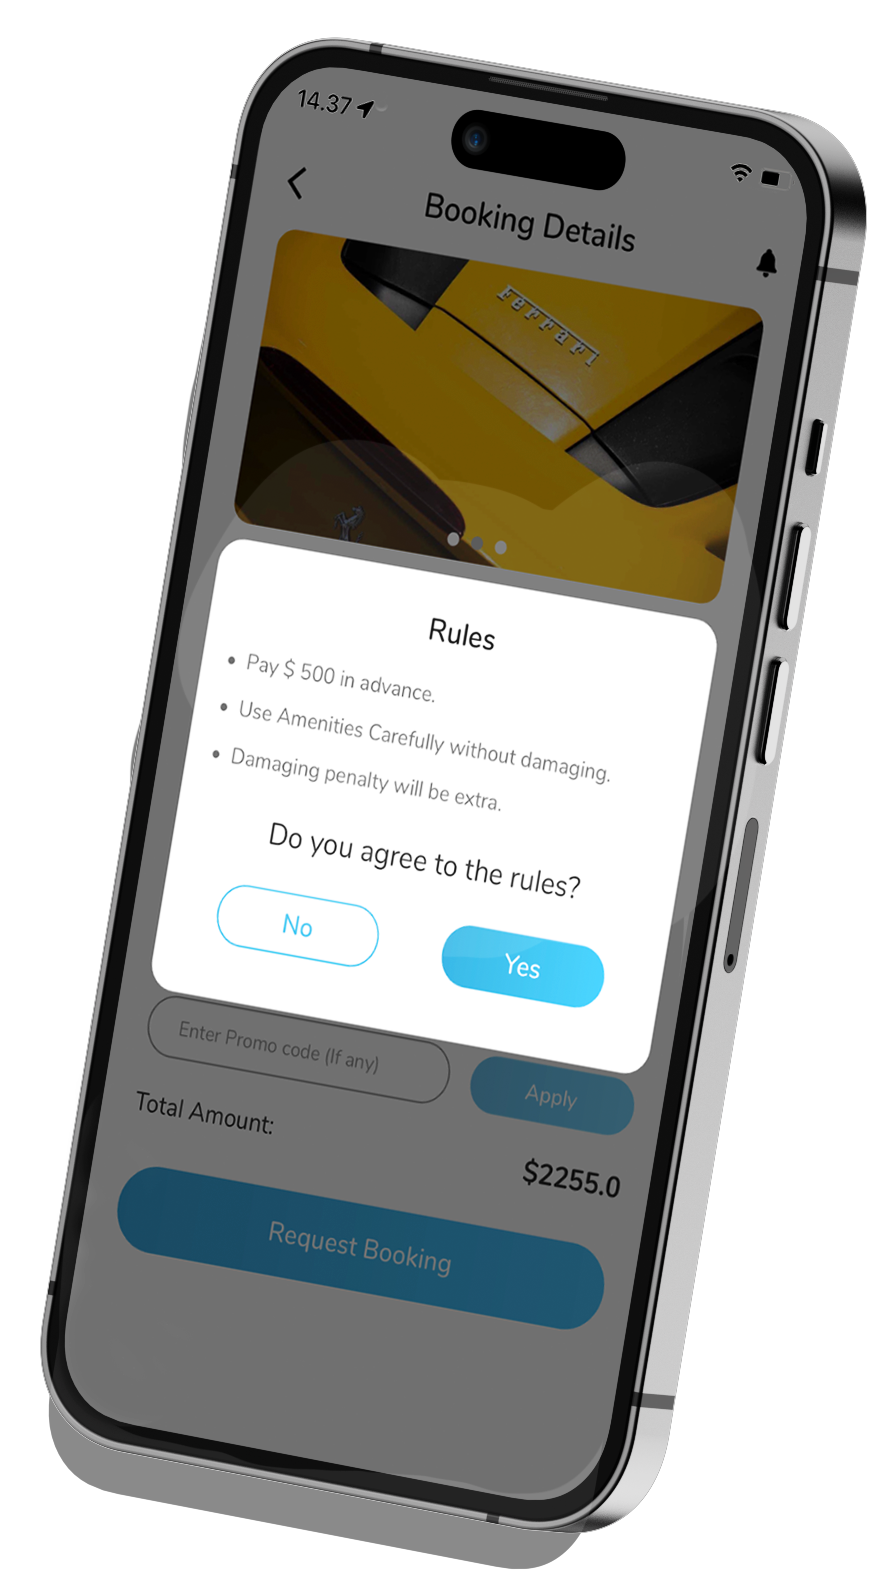 14.37
Booking Details
Ferrari
Rules
• Pay $ 500 in advance.
• Use Amenities Carefully without damaging.
• Damaging penalty will be extra.
Do you agree to the rules?
No
Yes
Enter Promo code (If any)
Apply
Total Amount:
$2255.0
Request Booking